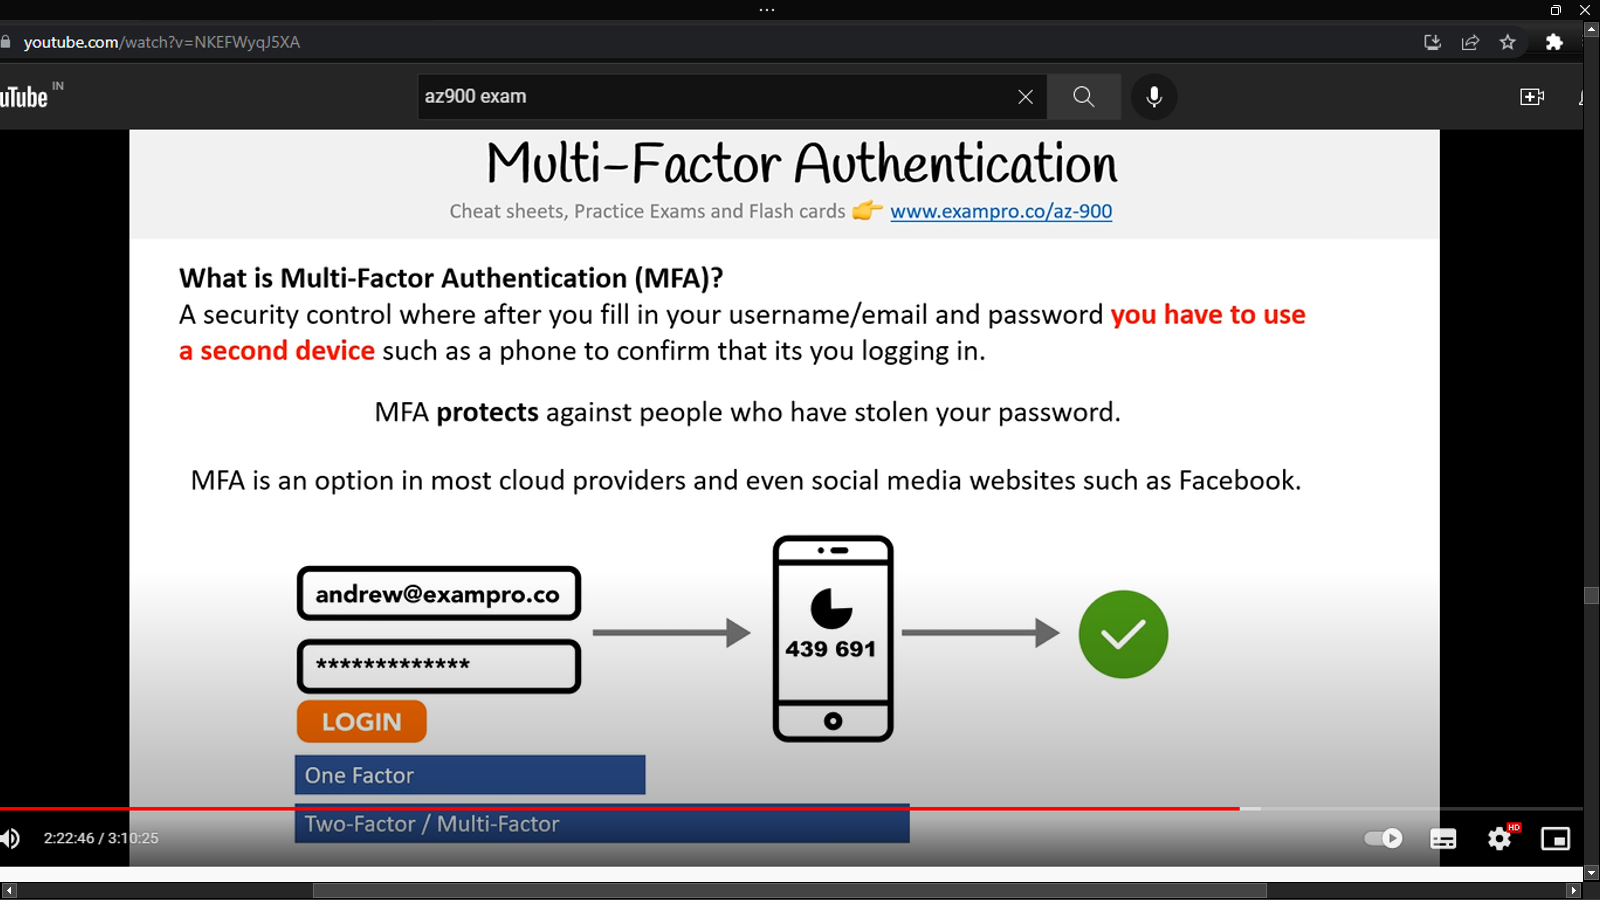 youtube.com/watch?v=NKEFWyqJ5XA
uTube IN
az900 exam
Multi-Factor Authentication
Cheat sheets, Practice Exams and Flash cards 👉 www.exampro.co/az-900
What is Multi-Factor Authentication (MFA)?
A security control where after you fill in your username/email and password you have to use
a second device such as a phone to confirm that its you logging in.
MFA protects against people who have stolen your password.
MFA is an option in most cloud providers and even social media websites such as Facebook.
andrew@exampro.co
*************
439 691
LOGIN
One Factor
Two-Factor / Multi-Factor
2:22:46 / 3:10:25
HD